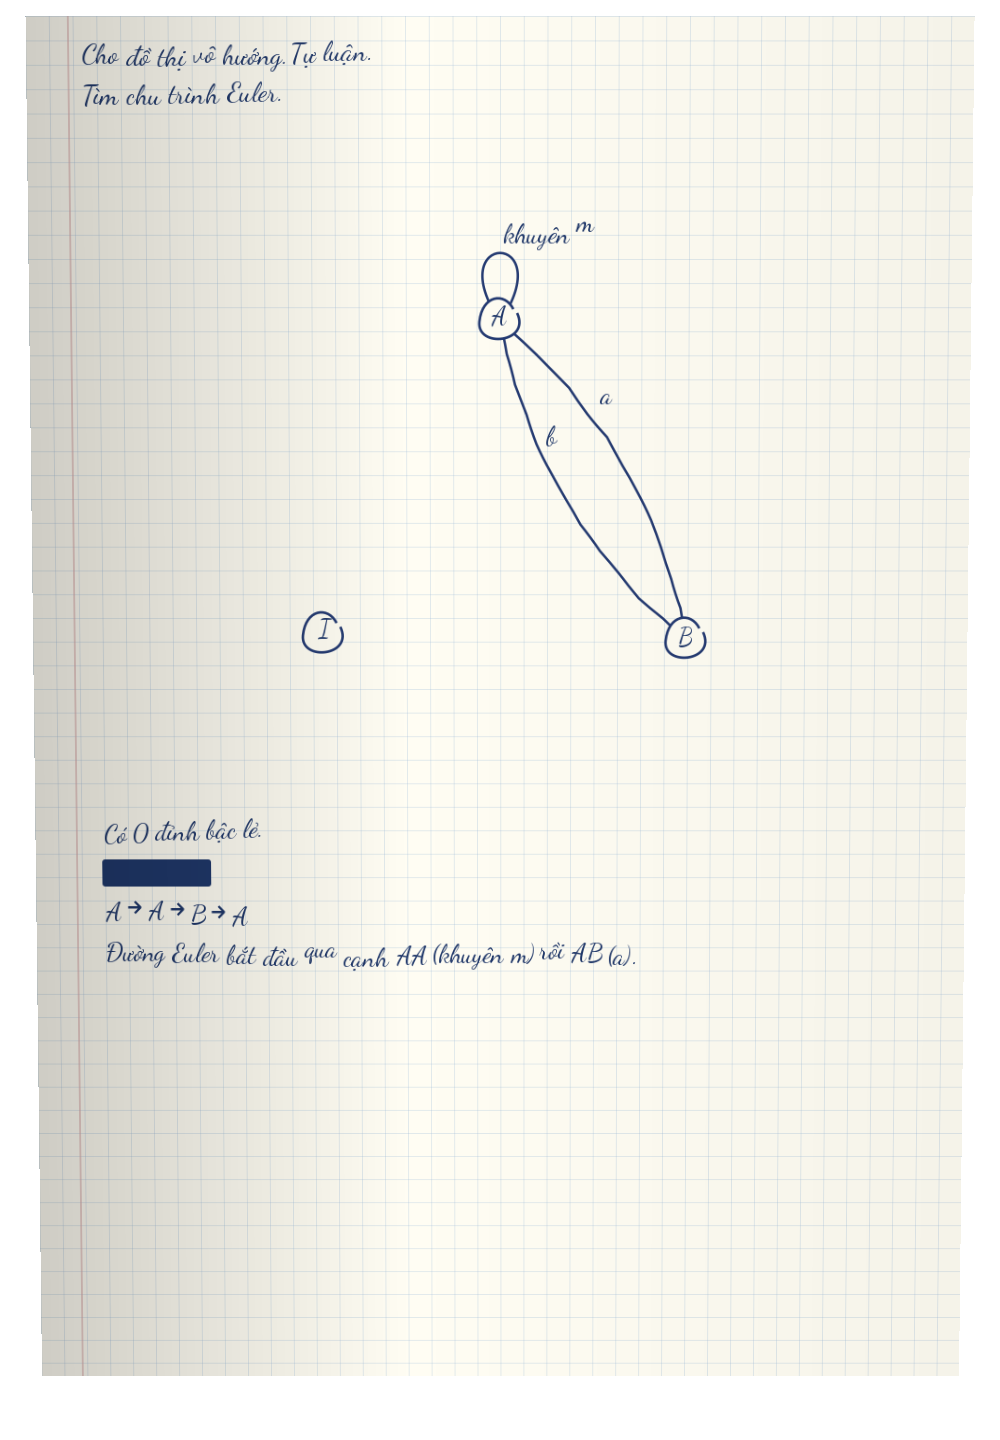 Cho đồ thị vô hướng. Tự luận.
Tìm chu trình Euler.
khuyên m
A
a
b
I
B
Có 0 đỉnh bậc lẻ.
A → A → B → A
Đường Euler bắt đầu qua cạnh AA (khuyên m) rồi AB (a).